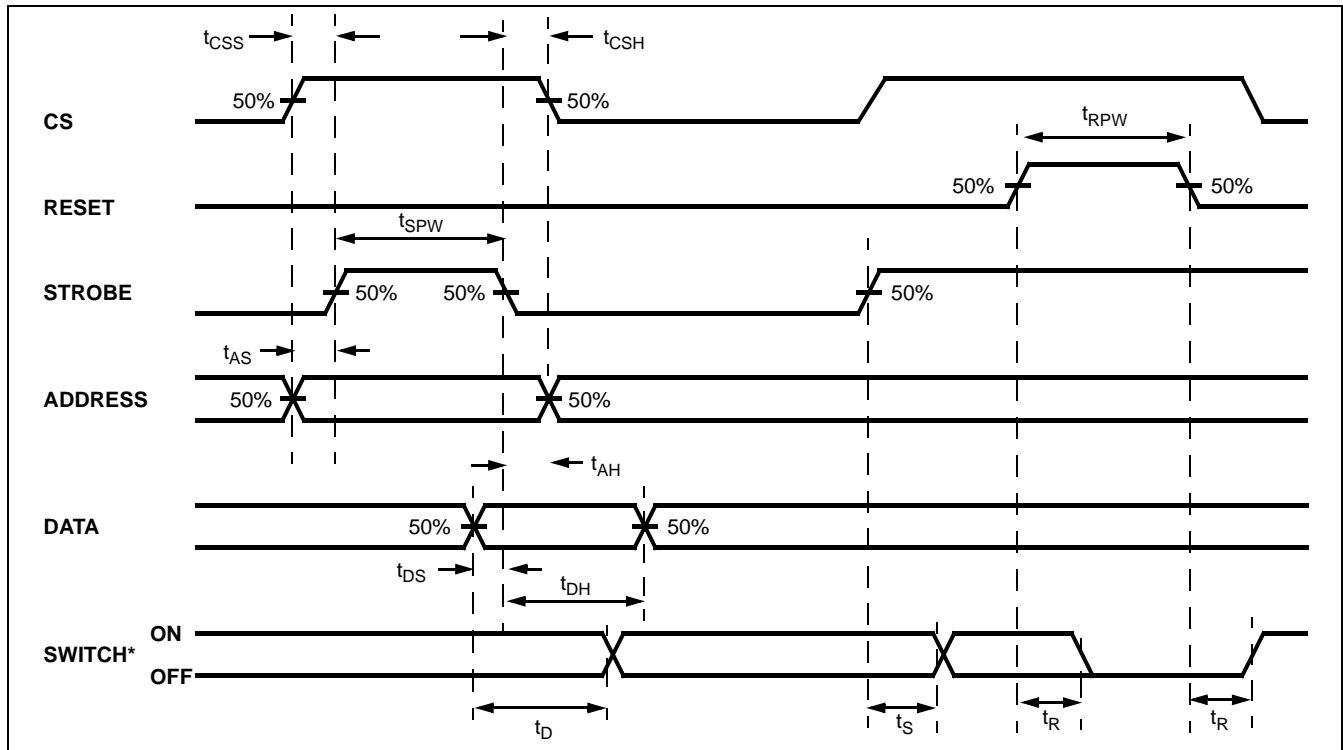 tCSS
tCSH
CS
50%
50%
tRPW
RESET
50%
50%
tSPW
STROBE
50%
50%
50%
tAS
ADDRESS
50%
50%
tAH
DATA
50%
50%
tDS
tDH
SWITCH*
ON
OFF
tD
tS
tR
tR